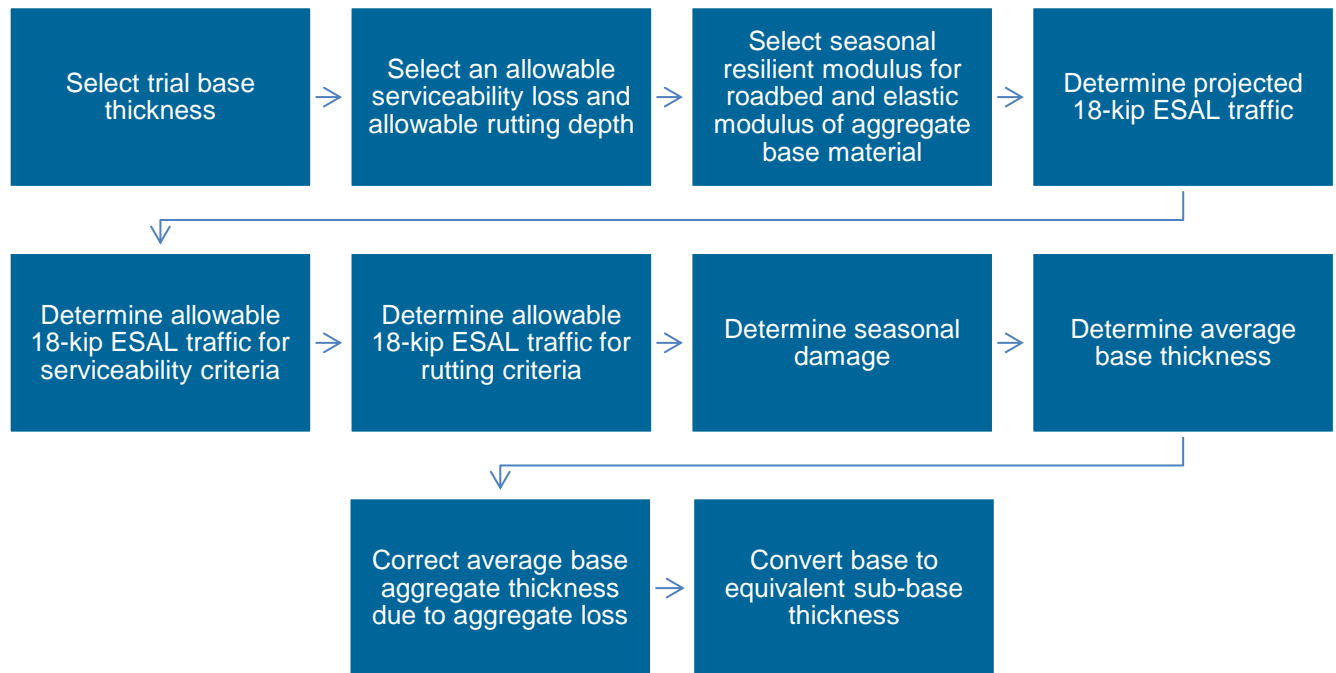 Select trial base
thickness
Select an allowable
serviceability loss and
allowable rutting depth
Select seasonal
resilient modulus for
roadbed and elastic
modulus of aggregate
base material
Determine projected
18-kip ESAL traffic
Determine allowable
18-kip ESAL traffic for
serviceability criteria
Determine allowable
18-kip ESAL traffic for
rutting criteria
Determine seasonal
damage
Determine average
base thickness
Correct average base
aggregate thickness
due to aggregate loss
Convert base to
equivalent sub-base
thickness